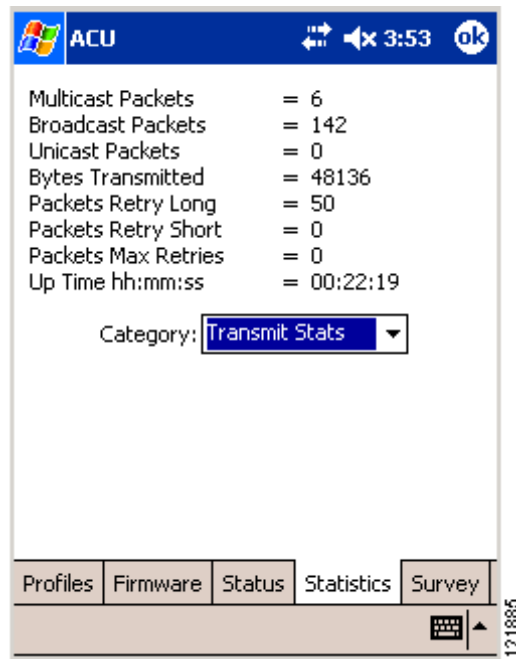 ACU 3:53 ok
Multicast Packets = 6
Broadcast Packets = 142
Unicast Packets = 0
Bytes Transmitted = 48136
Packets Retry Long = 50
Packets Retry Short = 0
Packets Max Retries = 0
Up Time hh:mm:ss = 00:22:19
Category: Transmit Stats
Profiles Firmware Status Statistics Survey
121885